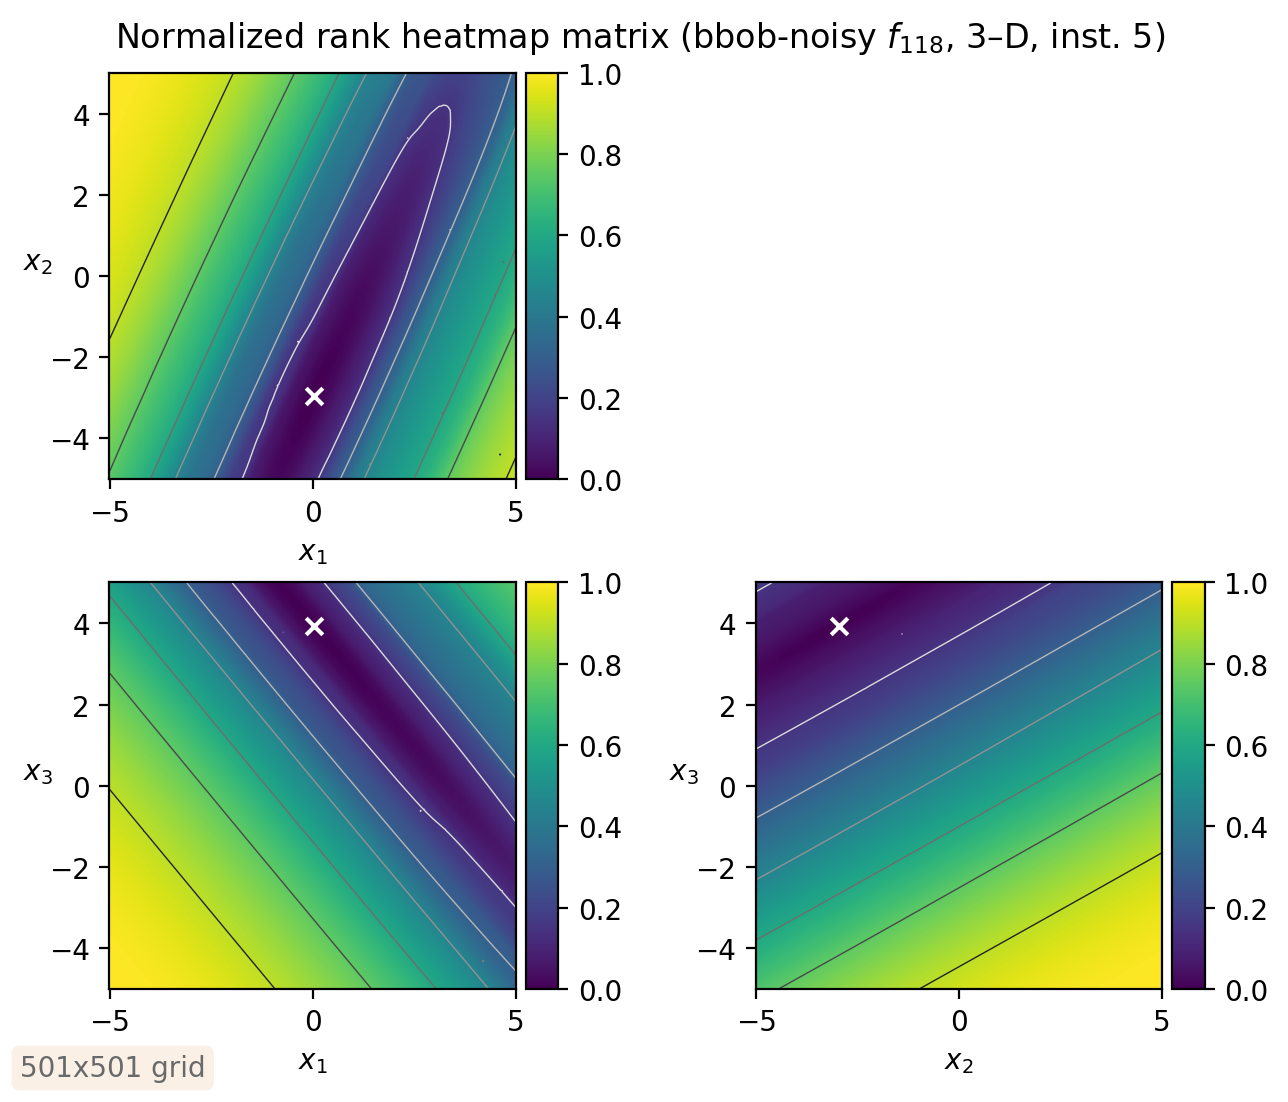 Normalized rank heatmap matrix (bbob-noisy f₁₁₈, 3–D, inst. 5)
1.0
4
0.8
2
0.6
x₂ 0
0.4
−2
0.2
−4
0.0
−5 0 5
x₁
1.0 1.0
4 4
0.8 0.8
2 2
0.6 0.6
x₃ 0 x₃ 0
0.4 0.4
−2 −2
0.2 0.2
−4 −4
0.0 0.0
−5 0 5 −5 0 5
x₁ x₂
501x501 grid